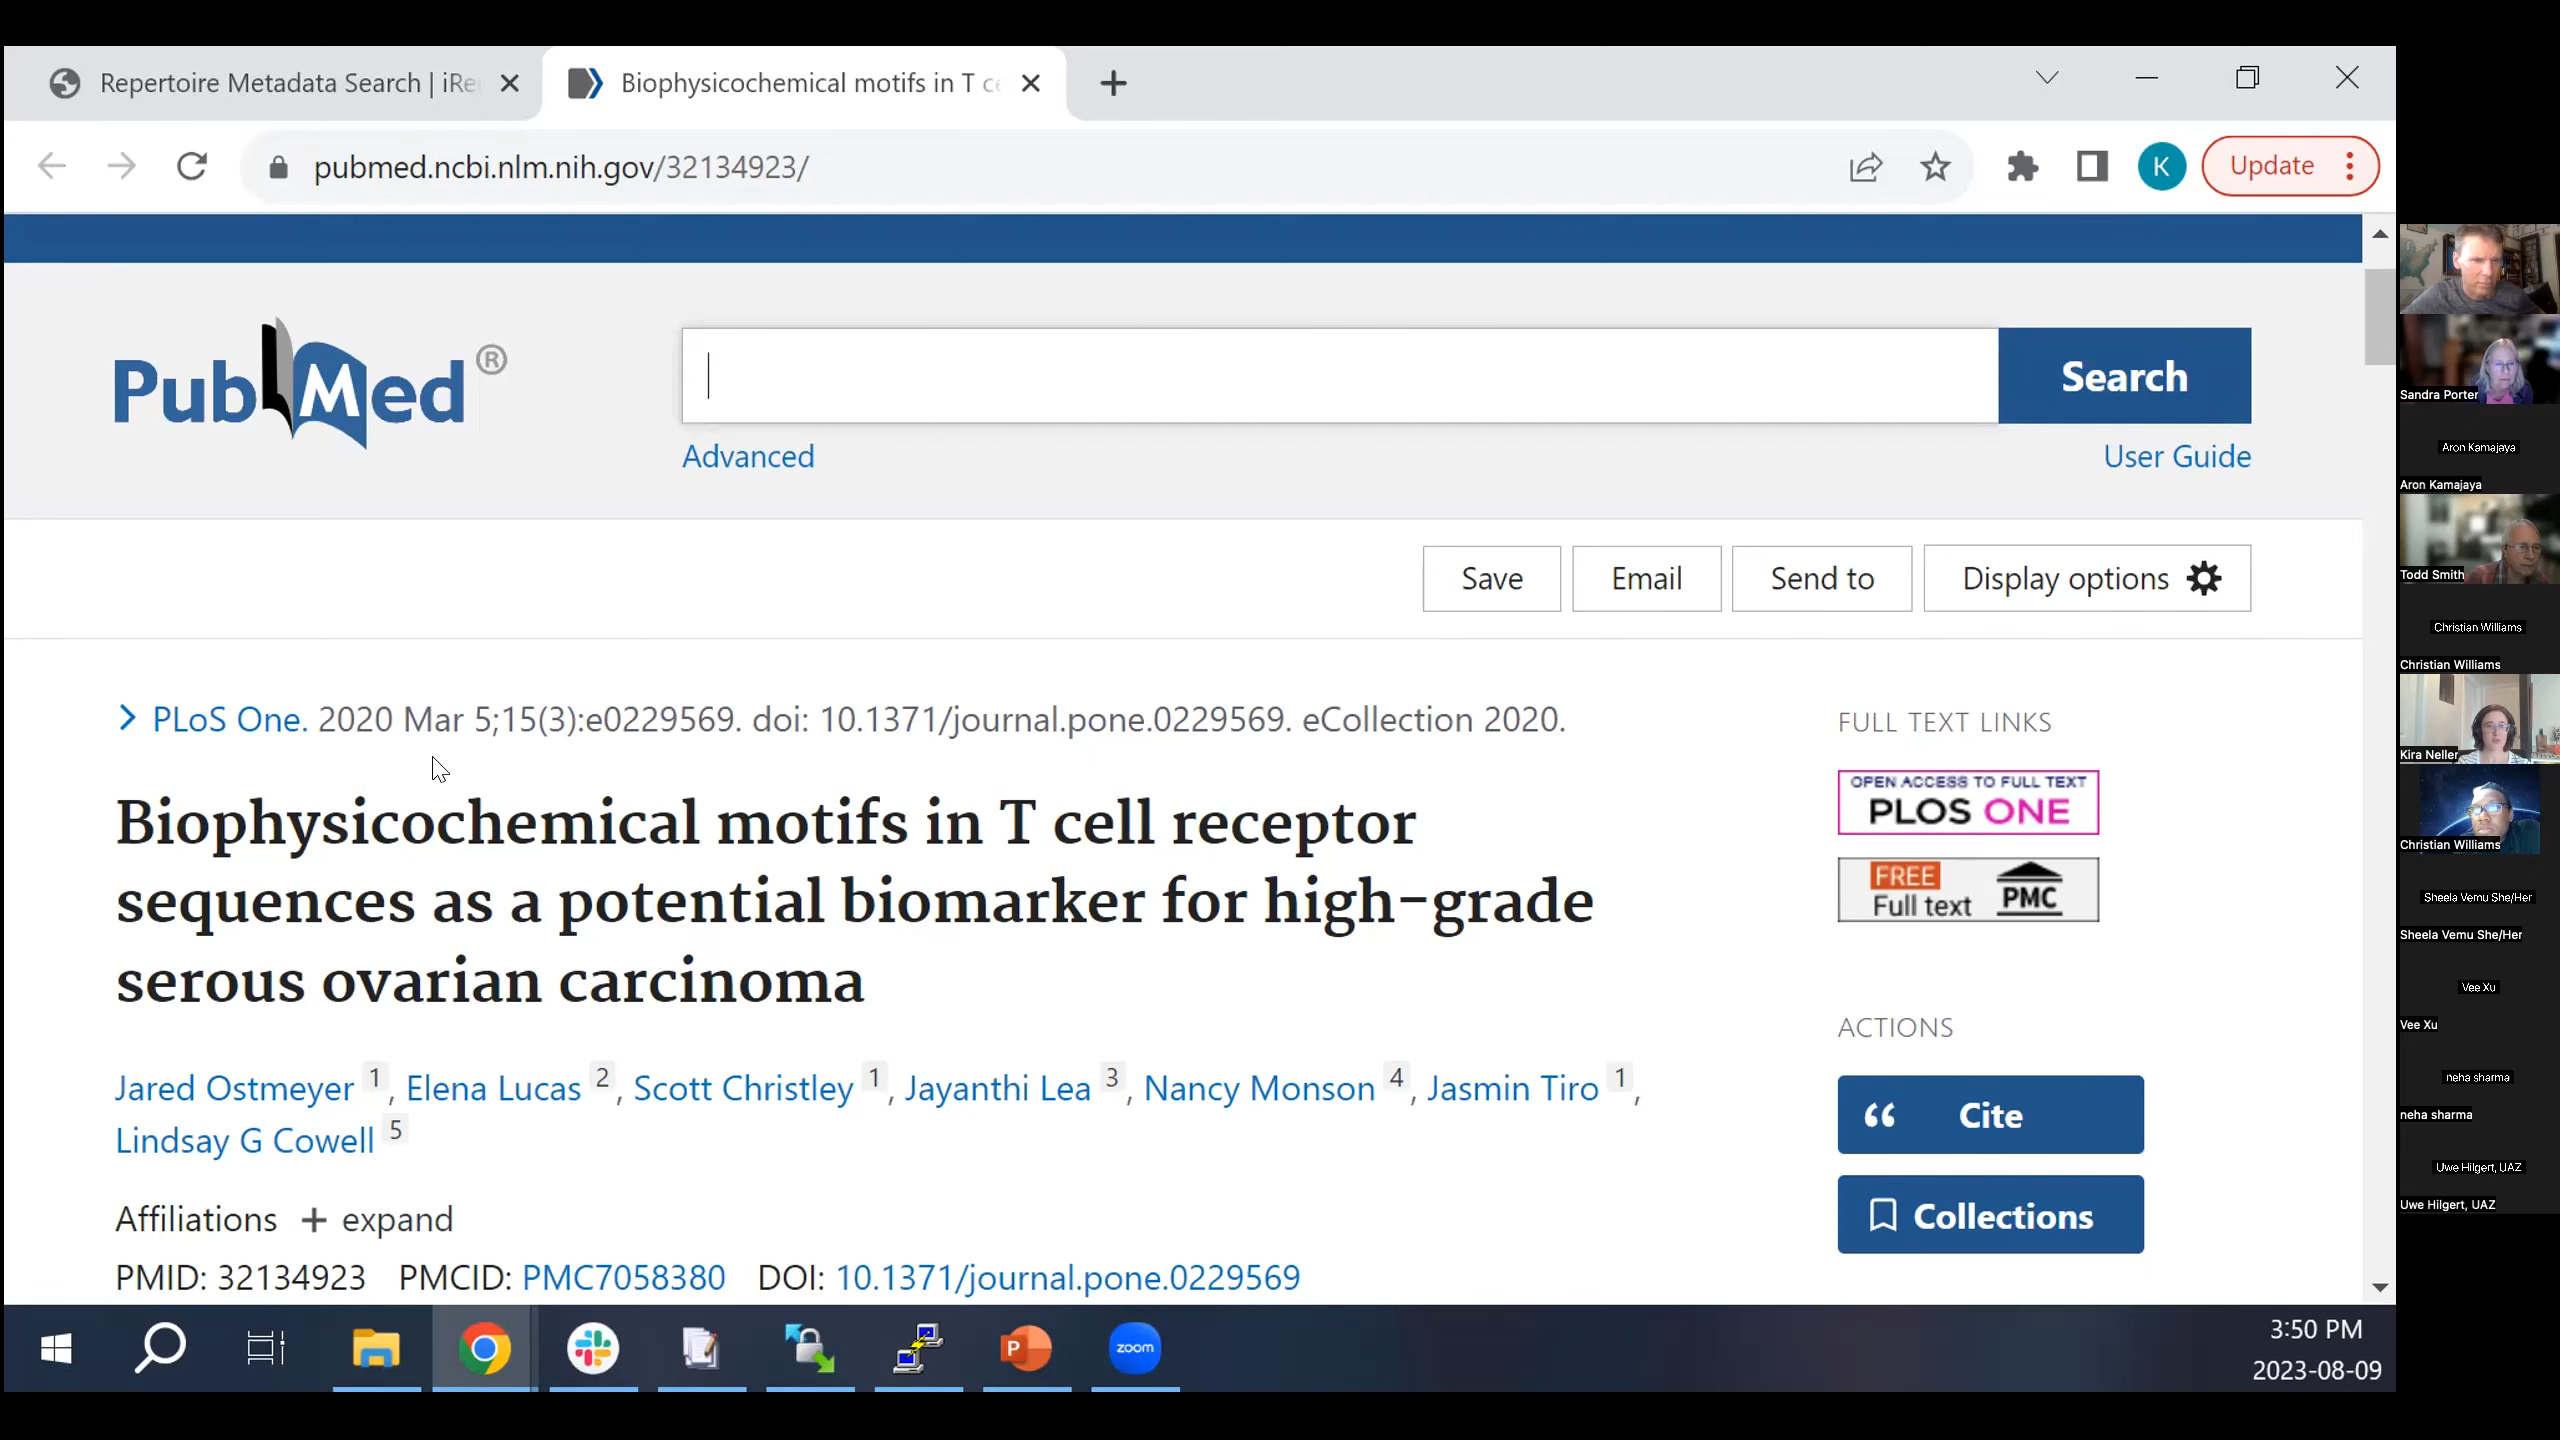 Repertoire Metadata Search | iRe
Biophysicochemical motifs in T ce
pubmed.ncbi.nlm.nih.gov/32134923/
K
Update
PubMed®
Search
Advanced
User Guide
Save
Email
Send to
Display options
PLoS One. 2020 Mar 5;15(3):e0229569. doi: 10.1371/journal.pone.0229569. eCollection 2020.
Biophysicochemical motifs in T cell receptor
sequences as a potential biomarker for high-grade
serous ovarian carcinoma
Jared Ostmeyer 1, Elena Lucas 2, Scott Christley 1, Jayanthi Lea 3, Nancy Monson 4, Jasmin Tiro 1,
Lindsay G Cowell 5
Affiliations + expand
PMID: 32134923 PMCID: PMC7058380 DOI: 10.1371/journal.pone.0229569
FULL TEXT LINKS
OPEN ACCESS TO FULL TEXT
PLOS ONE
FREE
Full text
PMC
ACTIONS
Cite
Collections
P
zoom
3:50 PM
2023-08-09
Sandra Porter
Aron Kamajaya
Aron Kamajaya
Todd Smith
Christian Williams
Christian Williams
Kira Neller
Christian Williams
Sheela Vemu She/Her
Sheela Vemu She/Her
Vee Xu
Vee Xu
neha sharma
neha sharma
Uwe Hilgert, UAZ
Uwe Hilgert, UAZ